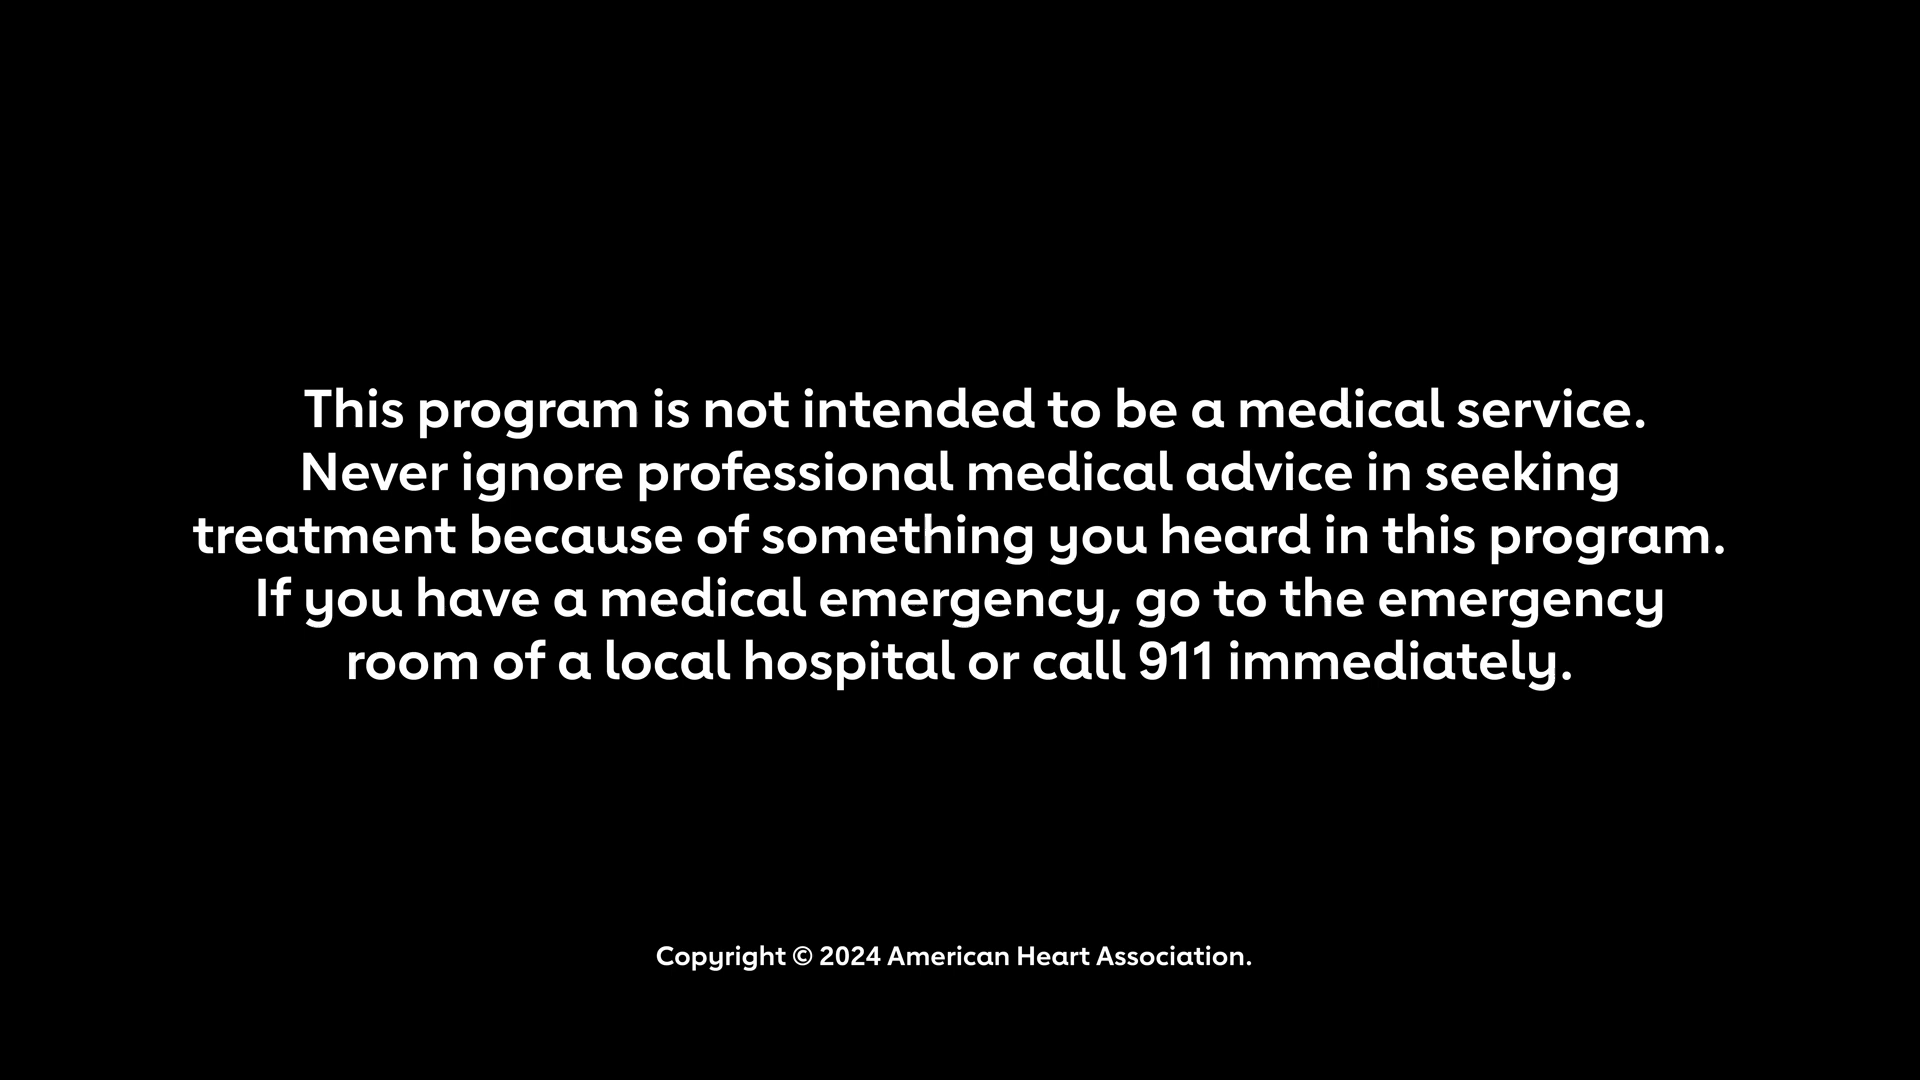 This program is not intended to be a medical service.
Never ignore professional medical advice in seeking
treatment because of something you heard in this program.
If you have a medical emergency, go to the emergency
room of a local hospital or call 911 immediately.
Copyright © 2024 American Heart Association.